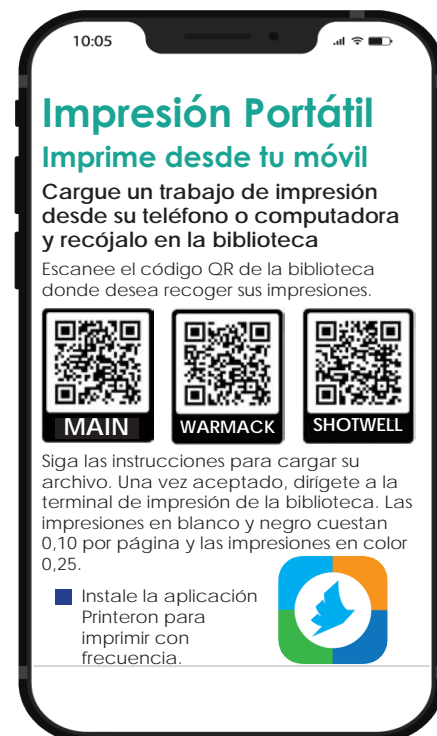 10:05
Impresión Portátil
Imprime desde tu móvil
Cargue un trabajo de impresión
desde su teléfono o computadora
y recójalo en la biblioteca
Escanee el código QR de la biblioteca
donde desea recoger sus impresiones.
MAIN WARMACK SHOTWELL
Siga las instrucciones para cargar su
archivo. Una vez aceptado, dirígete a la
terminal de impresión de la biblioteca. Las
impresiones en blanco y negro cuestan
0,10 por página y las impresiones en color
0,25.
Instale la aplicación
Printeron para
imprimir con
frecuencia.